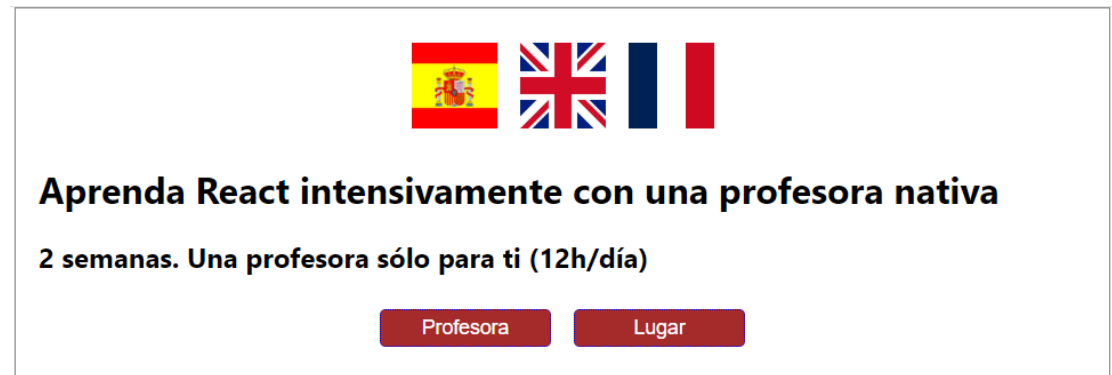 Aprenda React intensivamente con una profesora nativa
2 semanas. Una profesora sólo para ti (12h/día)
Profesora
Lugar